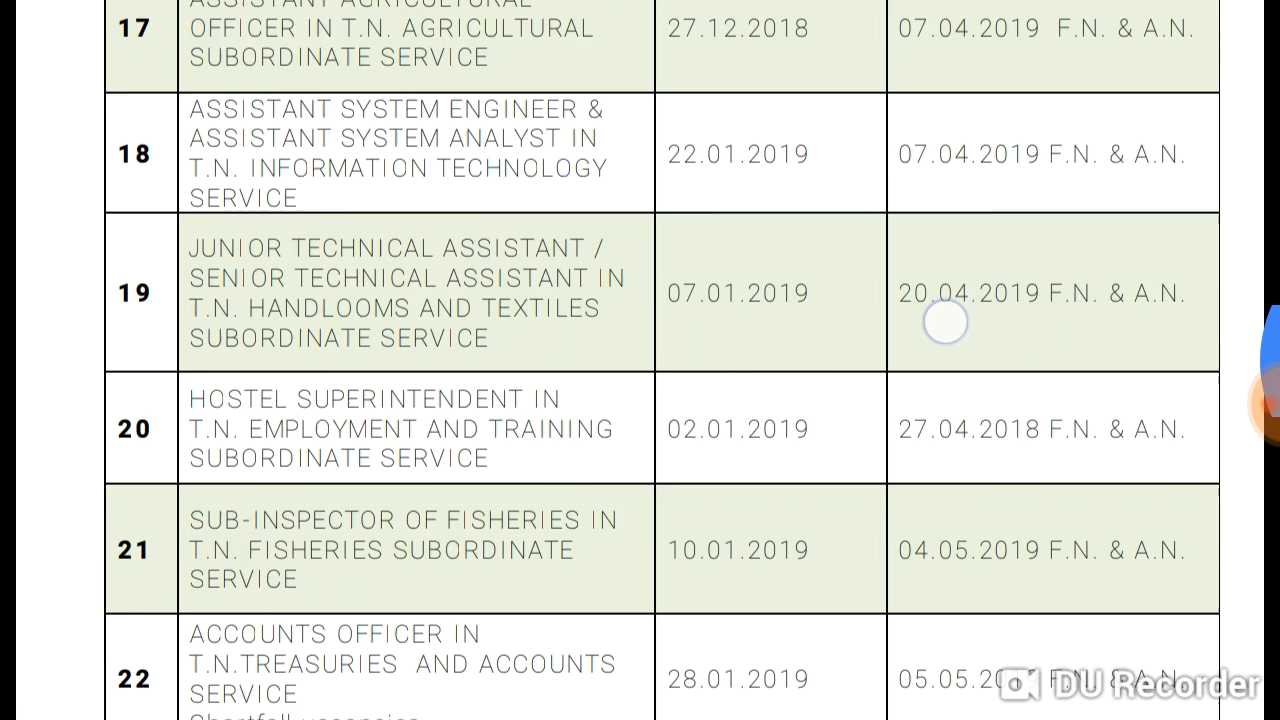 ASSISTANT AGRICULTURAL
17 OFFICER IN T.N. AGRICULTURAL 27.12.2018 07.04.2019 F.N. & A.N.
SUBORDINATE SERVICE
ASSISTANT SYSTEM ENGINEER &
ASSISTANT SYSTEM ANALYST IN
18 T.N. INFORMATION TECHNOLOGY 22.01.2019 07.04.2019 F.N. & A.N.
SERVICE
JUNIOR TECHNICAL ASSISTANT /
SENIOR TECHNICAL ASSISTANT IN
19 T.N. HANDLOOMS AND TEXTILES 07.01.2019 20.04.2019 F.N. & A.N.
SUBORDINATE SERVICE
HOSTEL SUPERINTENDENT IN
20 T.N. EMPLOYMENT AND TRAINING 02.01.2019 27.04.2018 F.N. & A.N.
SUBORDINATE SERVICE
SUB-INSPECTOR OF FISHERIES IN
21 T.N. FISHERIES SUBORDINATE 10.01.2019 04.05.2019 F.N. & A.N.
SERVICE
ACCOUNTS OFFICER IN
T.N.TREASURIES AND ACCOUNTS
22 SERVICE 28.01.2019 F.N. & A.N.
DU Recorder